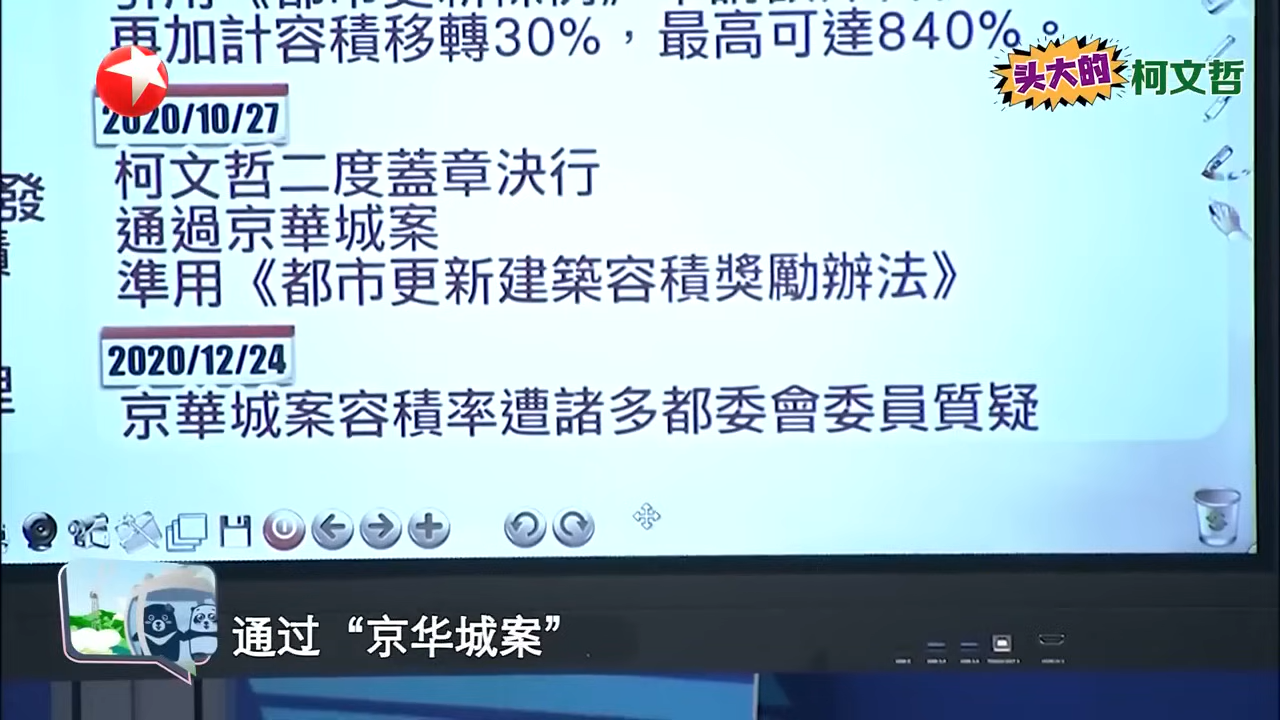 再加計容積移轉30%，最高可達840%。
头大的 柯文哲
2020/10/27
柯文哲二度蓋章決行
通過京華城案
準用《都市更新建築容積獎勵辦法》
2020/12/24
京華城案容積率遭諸多都委會委員質疑
發
通过“京华城案”